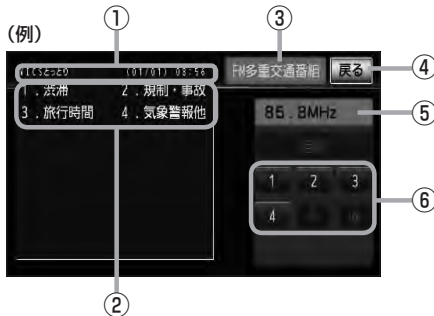 (例)
①
③
VICSとっとり (01/01) 08:56
FM多重交通番組
戻る
④
1.渋滞 2.規制・事故
3.旅行時間 4.気象警報他
85.8MHz
⑤
1 2 3
⑥
4
②